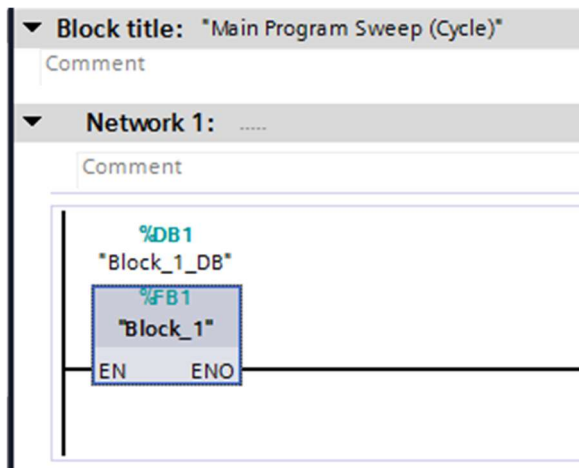 Block title: "Main Program Sweep (Cycle)"
Comment
Network 1: .....
Comment
%DB1
"Block_1_DB"
%FB1
"Block_1"
EN ENO